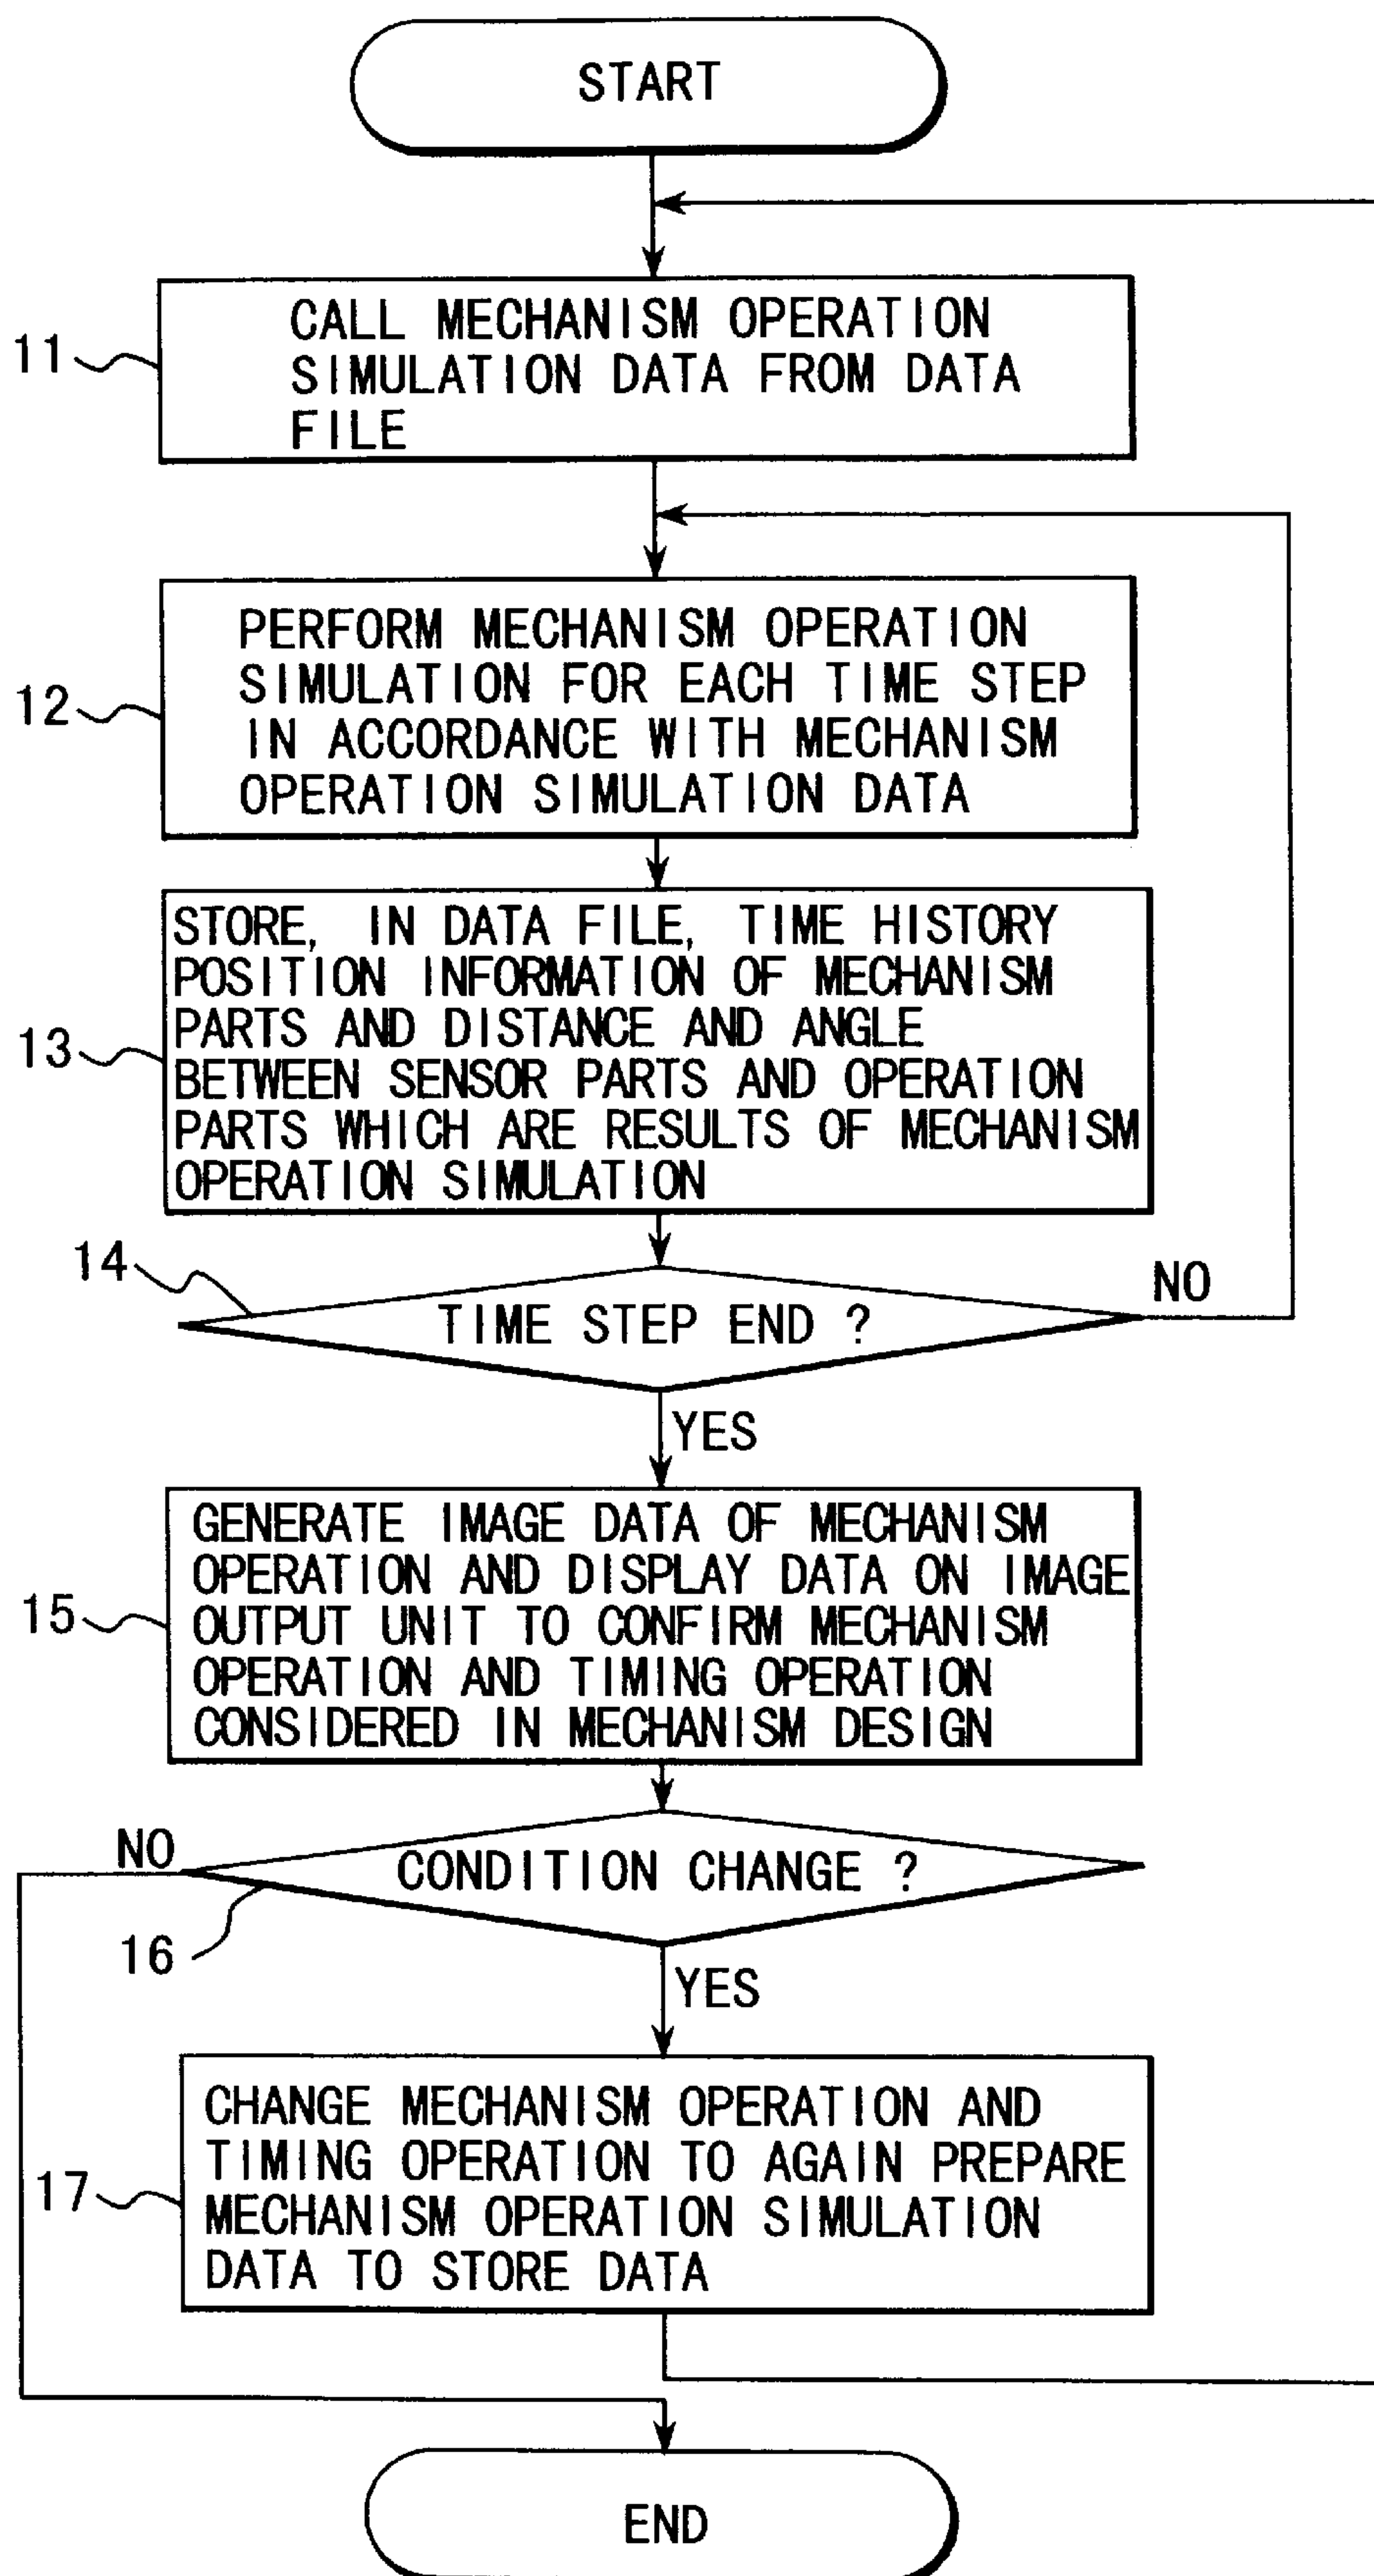 START
11
CALL MECHANISM OPERATION
SIMULATION DATA FROM DATA
FILE
12
PERFORM MECHANISM OPERATION
SIMULATION FOR EACH TIME STEP
IN ACCORDANCE WITH MECHANISM
OPERATION SIMULATION DATA
13
STORE, IN DATA FILE, TIME HISTORY
POSITION INFORMATION OF MECHANISM
PARTS AND DISTANCE AND ANGLE
BETWEEN SENSOR PARTS AND OPERATION
PARTS WHICH ARE RESULTS OF MECHANISM
OPERATION SIMULATION
14
TIME STEP END ?
NO
YES
15
GENERATE IMAGE DATA OF MECHANISM
OPERATION AND DISPLAY DATA ON IMAGE
OUTPUT UNIT TO CONFIRM MECHANISM
OPERATION AND TIMING OPERATION
CONSIDERED IN MECHANISM DESIGN
NO
CONDITION CHANGE ?
16
YES
17
CHANGE MECHANISM OPERATION AND
TIMING OPERATION TO AGAIN PREPARE
MECHANISM OPERATION SIMULATION
DATA TO STORE DATA
END